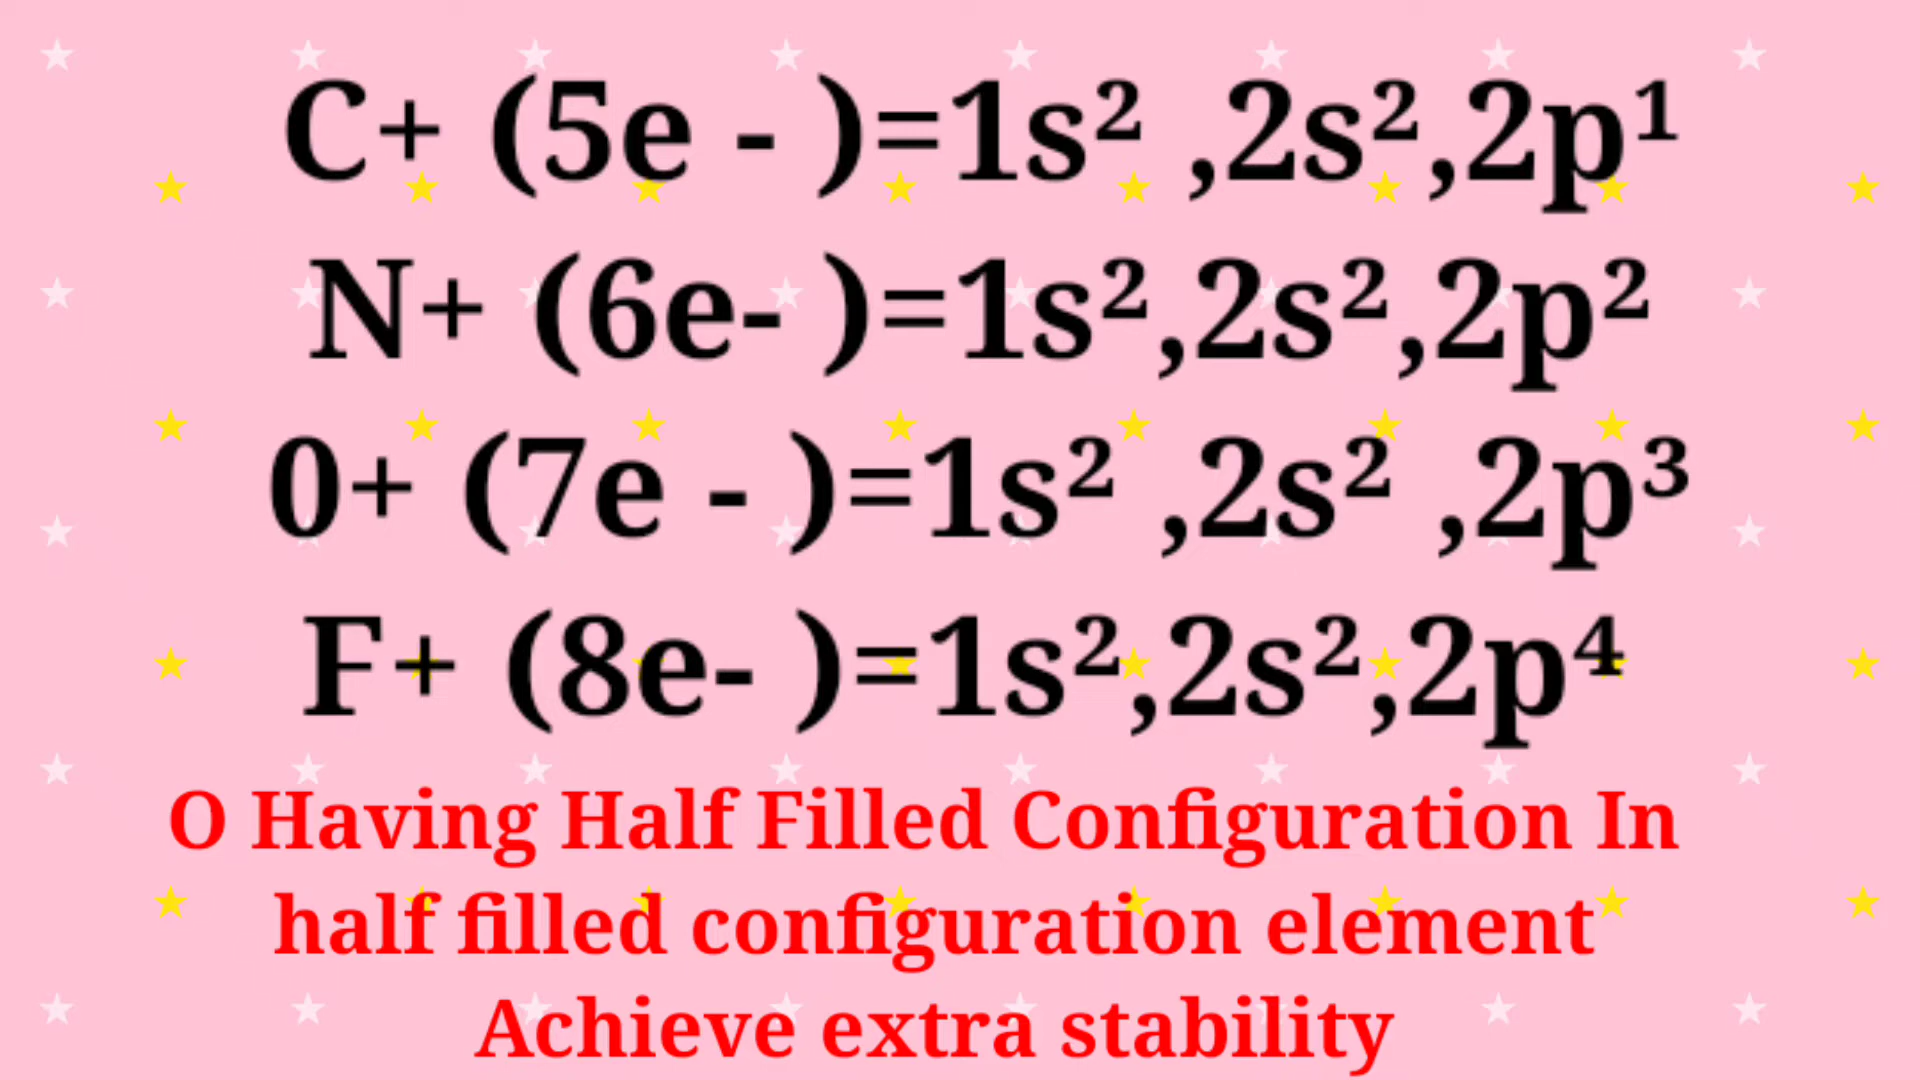 C+ (5e - )=1s² ,2s²,2p¹
N+ (6e- )=1s²,2s²,2p²
0+ (7e - )=1s² ,2s² ,2p³
F+ (8e- )=1s²,2s²,2p⁴
O Having Half Filled Configuration In
half filled configuration element
Achieve extra stability